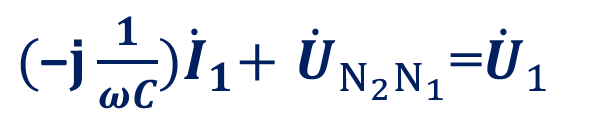 (-j 1/ωC)İ₁ + U̇_N₂N₁ = U̇₁